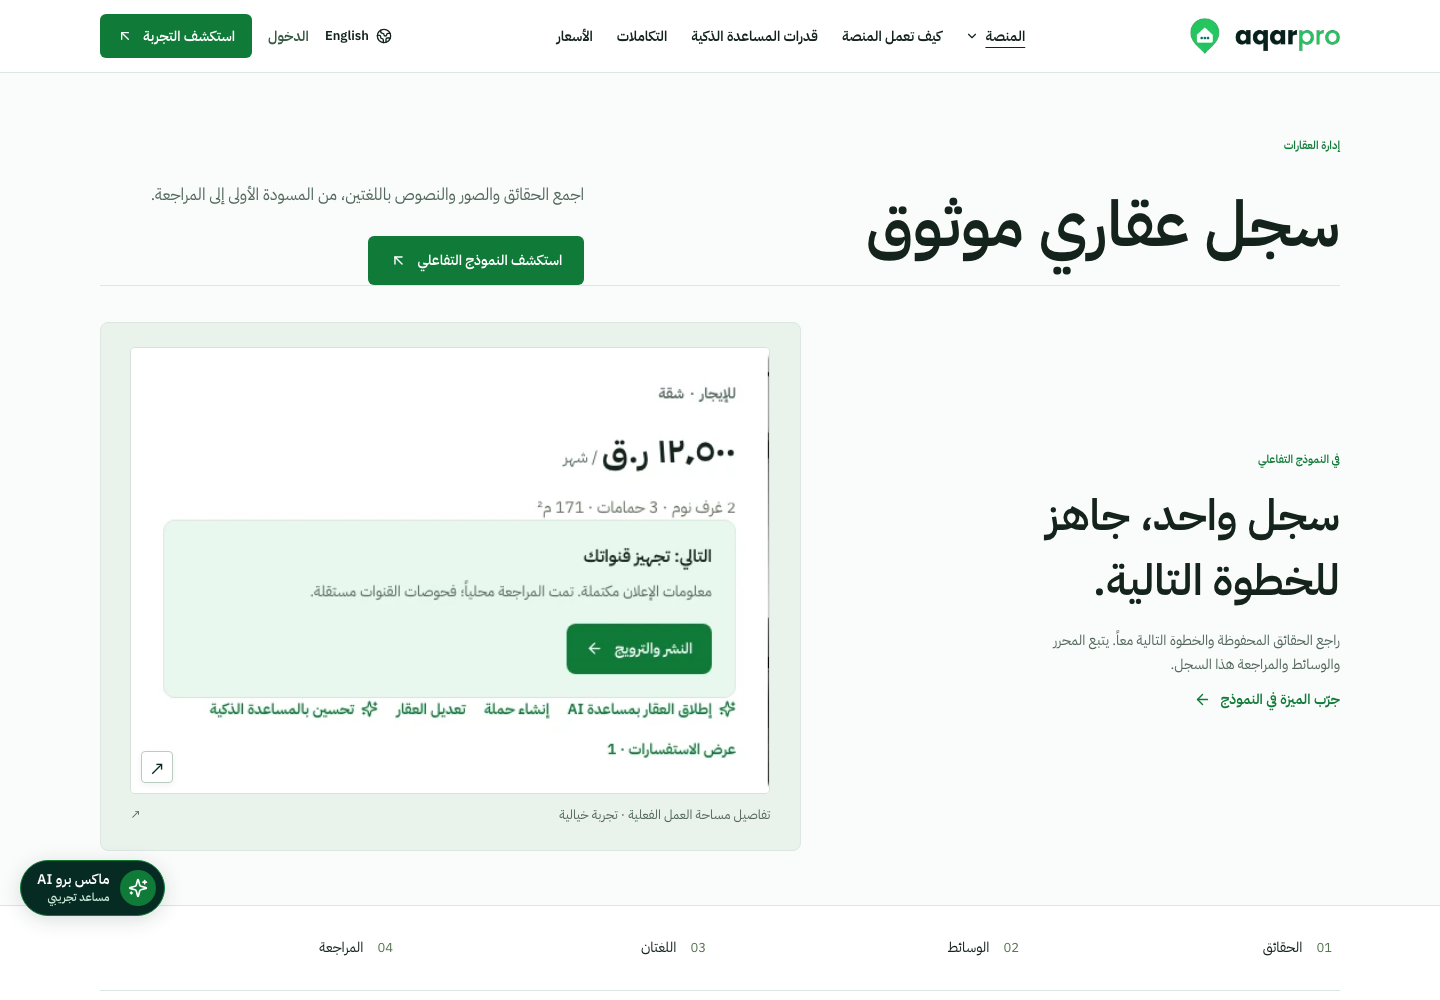 aqarpro
المنصة
كيف تعمل المنصة
قدرات المساعدة الذكية
التكاملات
الأسعار
English
الدخول
استكشف التجربة
إدارة العقارات
سجل عقاري موثوق
اجمع الحقائق والصور والنصوص باللغتين، من المسودة الأولى إلى المراجعة.
استكشف النموذج التفاعلي
في النموذج التفاعلي
سجل واحد، جاهز
للخطوة التالية.
راجع الحقائق المحفوظة والخطوة التالية معاً. يتبع المحرر
والوسائط والمراجعة هذا السجل.
جرّب الميزة في النموذج
للإيجار · شقة
١٢٬٥٠٠ ر.ق / شهر
2 غرف نوم · 3 حمامات · 171 م²
التالي: تجهيز قنواتك
معلومات الإعلان مكتملة. تمت المراجعة محلياً؛ فحوصات القنوات مستقلة.
النشر والترويج
إطلاق العقار بمساعدة AI
إنشاء حملة
تعديل العقار
تحسين بالمساعدة الذكية
عرض الاستفسارات · 1
تفاصيل مساحة العمل الفعلية · تجربة خيالية
ماكس برو AI
مساعد تجريبي
01 الحقائق
02 الوسائط
03 اللغتان
04 المراجعة